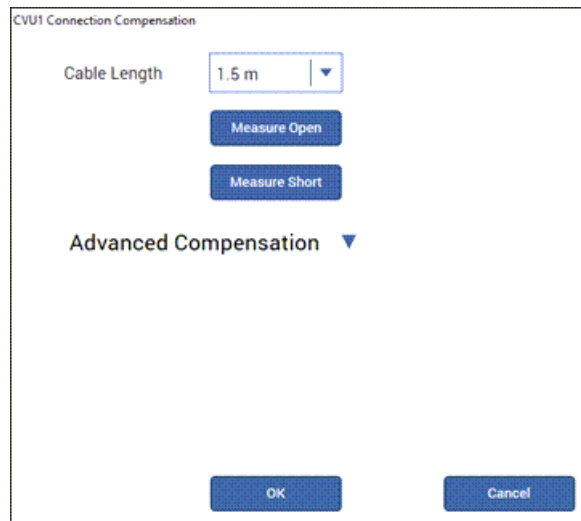 CVU1 Connection Compensation
Cable Length 1.5 m
Measure Open
Measure Short
Advanced Compensation
OK Cancel